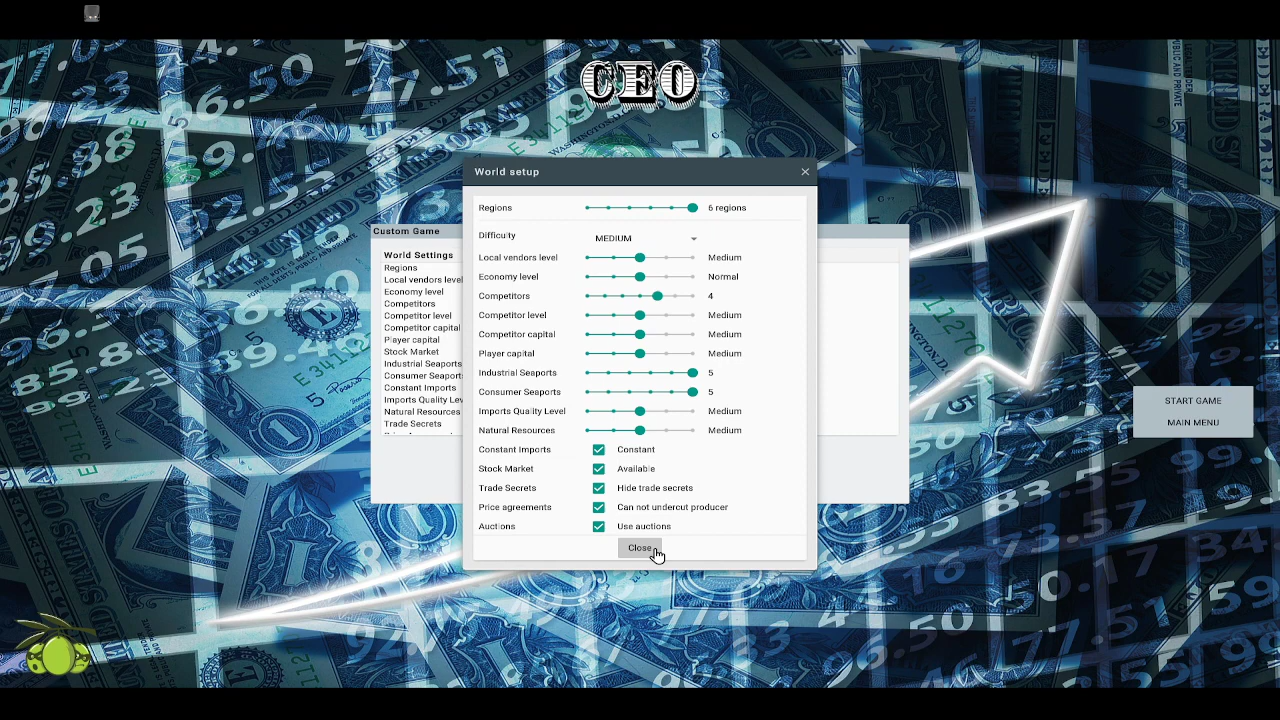 CEO
World setup
Regions 6 regions
Difficulty MEDIUM
Local vendors level Medium
Economy level Normal
Competitors 4
Competitor level Medium
Competitor capital Medium
Player capital Medium
Industrial Seaports 5
Consumer Seaports 5
Imports Quality Level Medium
Natural Resources Medium
Constant Imports Constant
Stock Market Available
Trade Secrets Hide trade secrets
Price agreements Can not undercut producer
Auctions Use auctions
Close
Custom Game
World Settings
Regions
Local vendors level
Economy level
Competitors
Competitor level
Competitor capital
Player capital
Stock Market
Industrial Seaports
Consumer Seaports
Constant Imports
Imports Quality Lev
Natural Resources
Trade Secrets
START GAME
MAIN MENU